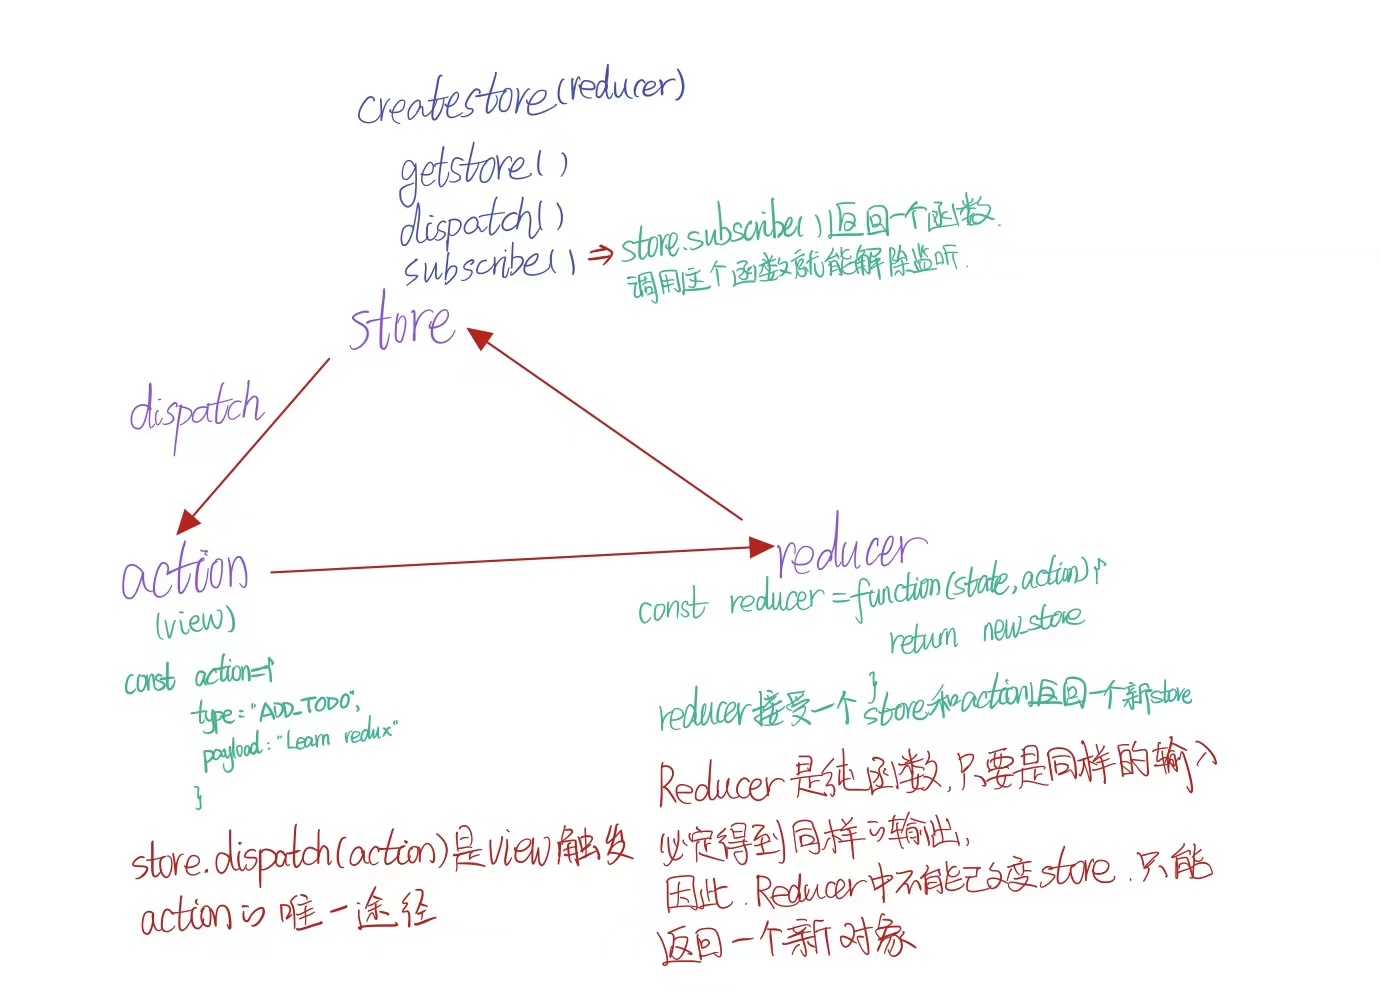 createstore(reducer)
getstore()
dispatch()
subscribe() ⇒ store.subscribe()返回一个函数.
调用这个函数就能解除监听.
store
dispatch
action
(view)
const action={
type:"ADD_TODO",
payload:"Learn redux"
}
store.dispatch(action)是view触发
action的唯一途径
reducer
const reducer=function(state,action){
return new_store
}
reducer接受一个store和action返回一个新store
Reducer是纯函数,只要是同样的输入
必定得到同样的输出,
因此.Reducer中不能改变store.只能
返回一个新对象